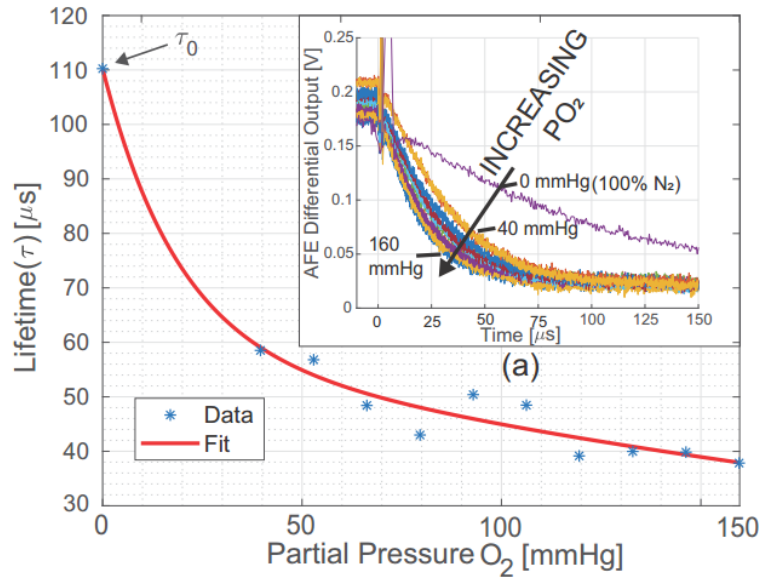 120
110
100
90
80
70
60
50
40
30
Lifetime(τ) [μs]
τ0
0
50
100
150
Partial Pressure O₂ [mmHg]
Data
Fit
0.25
0.2
0.15
0.1
0.05
0
AFE Differential Output [V]
INCREASING
PO₂
0 mmHg (100% N₂)
40 mmHg
160
mmHg
0
25
50
75
100
125
150
Time [μs]
(a)